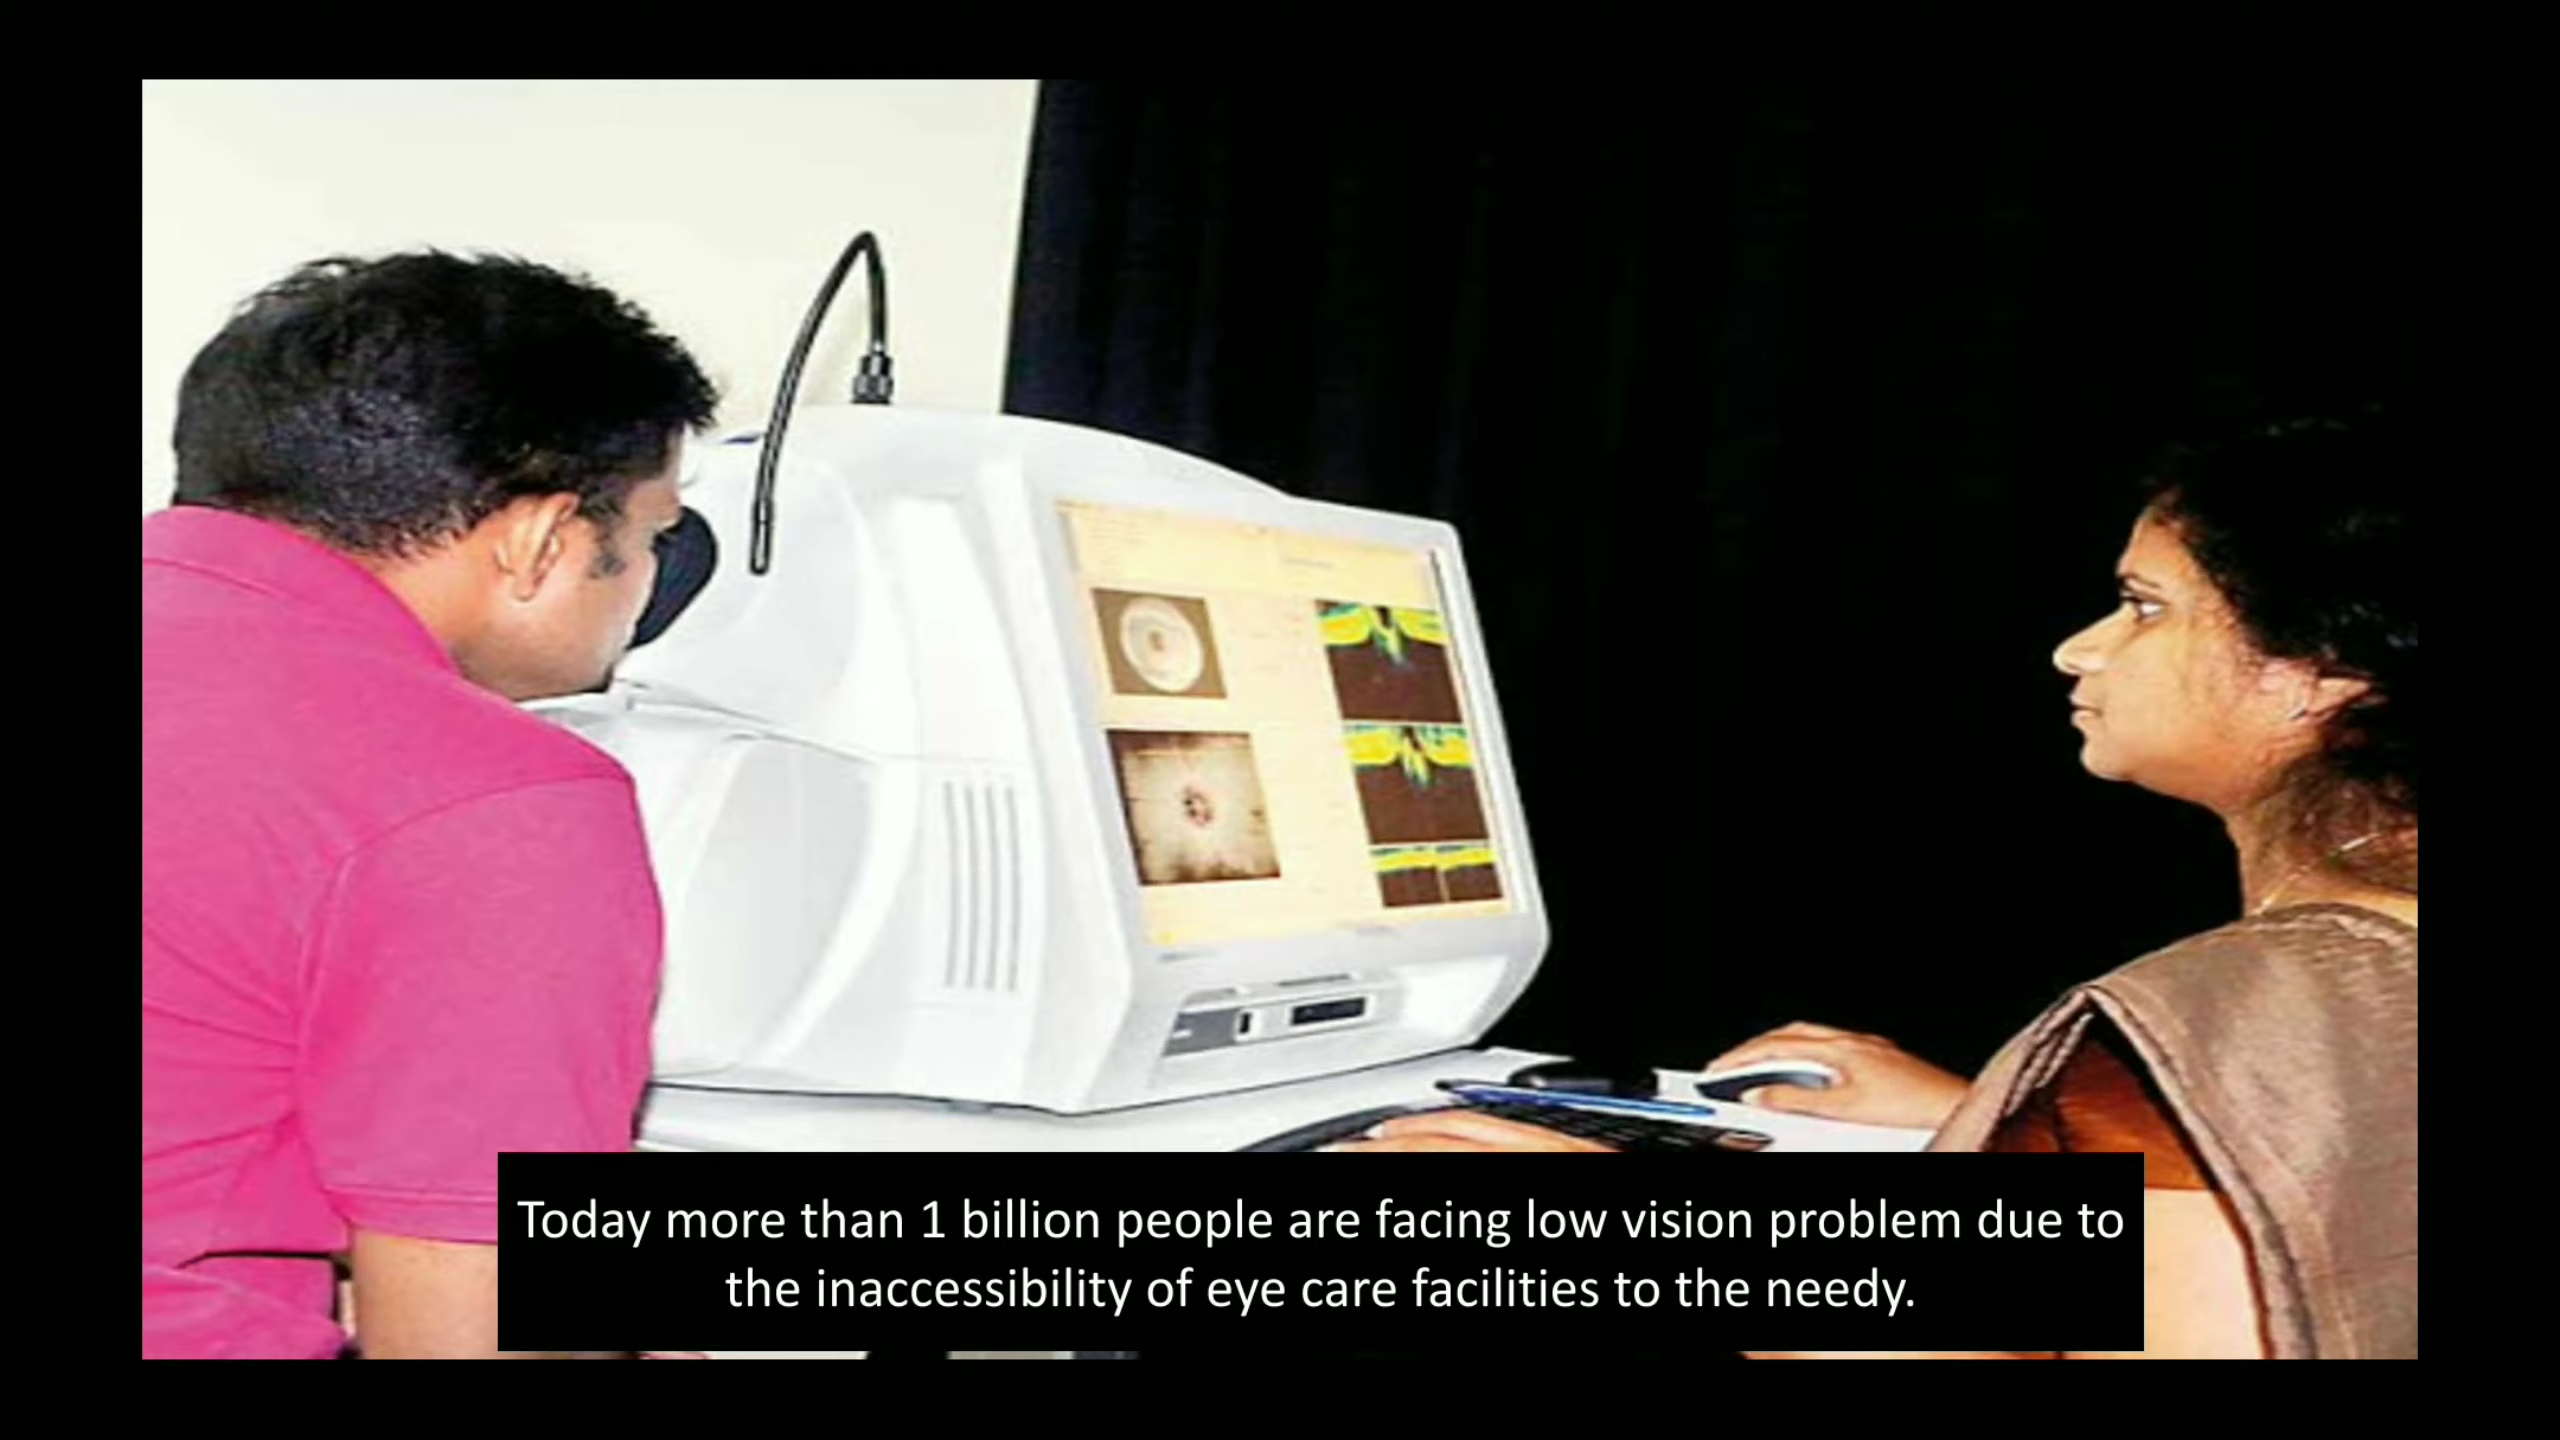 Today more than 1 billion people are facing low vision problem due to
the inaccessibility of eye care facilities to the needy.